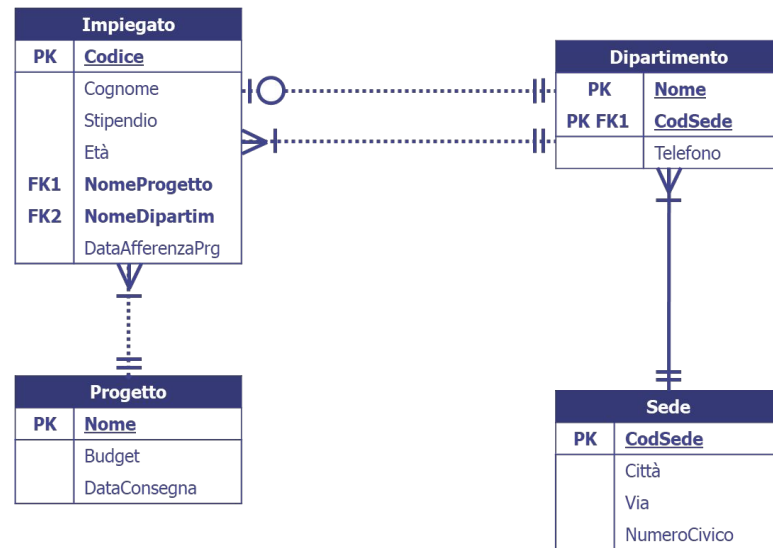 Impiegato
PK Codice
Cognome
Stipendio
Età
FK1 NomeProgetto
FK2 NomeDipartim
DataAfferenzaPrg
Dipartimento
PK Nome
PK FK1 CodSede
Telefono
Progetto
PK Nome
Budget
DataConsegna
Sede
PK CodSede
Città
Via
NumeroCivico